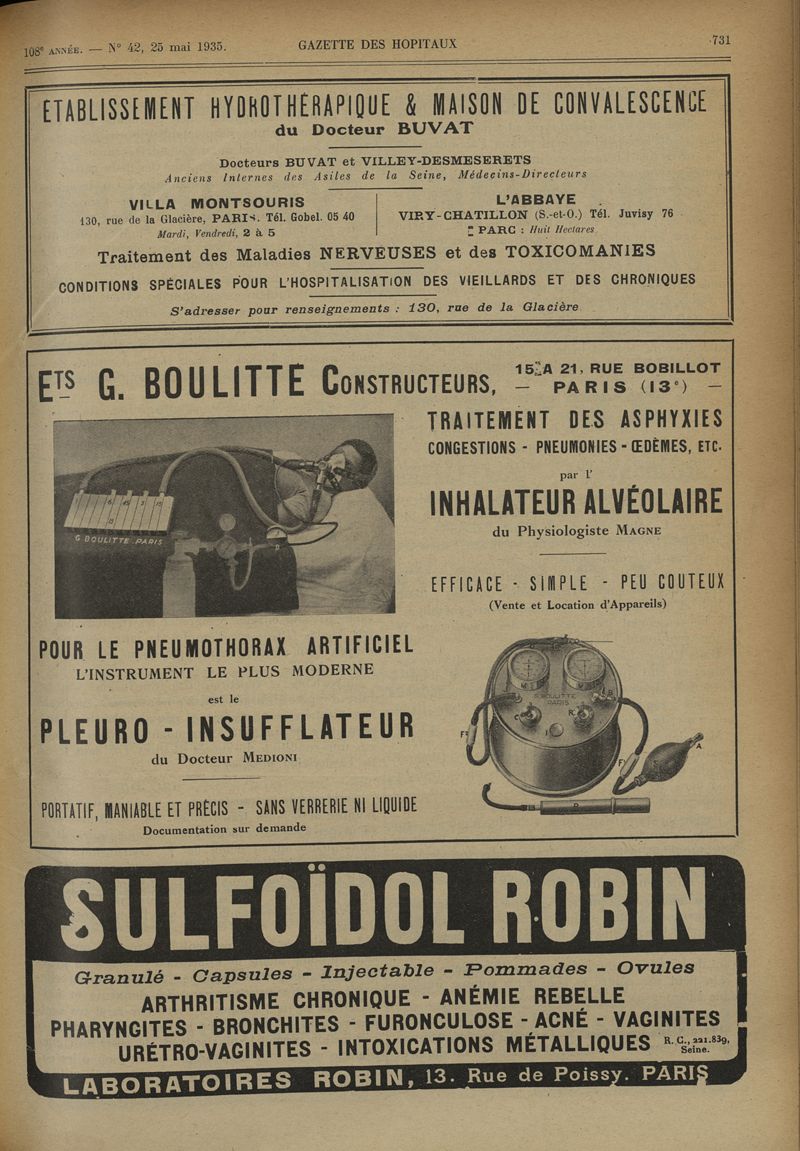 108e ANNÉE. — N° 42, 25 mai 1935.
GAZETTE DES HOPITAUX
731
ETABLISSEMENT HYDROTHÉRAPIQUE & MAISON DE CONVALESCENCE
du Docteur BUVAT
Docteurs BUVAT et VILLEY-DESMESERETS
Anciens Internes des Asiles de la Seine, Médecins-Directeurs
VILLA MONTSOURIS
130, rue de la Glacière, PARIS. Tél. Gobel. 05 40
Mardi, Vendredi, 2 à 5
L'ABBAYE
VIRY-CHATILLON (S.-et-O.) Tél. Juvisy 76
PARC : Huit Hectares
Traitement des Maladies NERVEUSES et des TOXICOMANIES
CONDITIONS SPÉCIALES POUR L'HOSPITALISATION DES VIEILLARDS ET DES CHRONIQUES
S'adresser pour renseignements : 130, rue de la Glacière
ETS G. BOULITTE CONSTRUCTEURS,
15 A 21, RUE BOBILLOT
— PARIS (13e) —
G BOULITTE PARIS
TRAITEMENT DES ASPHYXIES
CONGESTIONS - PNEUMONIES - ŒDÈMES, ETC.
par l'
INHALATEUR ALVÉOLAIRE
du Physiologiste MAGNE
EFFICACE - SIMPLE - PEU COUTEUX
(Vente et Location d'Appareils)
POUR LE PNEUMOTHORAX ARTIFICIEL
L'INSTRUMENT LE PLUS MODERNE
est le
PLEURO - INSUFFLATEUR
du Docteur MEDIONI
PORTATIF, MANIABLE ET PRÉCIS - SANS VERRERIE NI LIQUIDE
Documentation sur demande
G. BOULITTE
PARIS
SULFOÏDOL ROBIN
Granulé - Capsules - Injectable - Pommades - Ovules
ARTHRITISME CHRONIQUE - ANÉMIE REBELLE
PHARYNGITES - BRONCHITES - FURONCULOSE - ACNÉ - VAGINITES
URÉTRO-VAGINITES - INTOXICATIONS MÉTALLIQUES R. C., 221.839, Seine.
LABORATOIRES ROBIN, 13. Rue de Poissy. PARIS